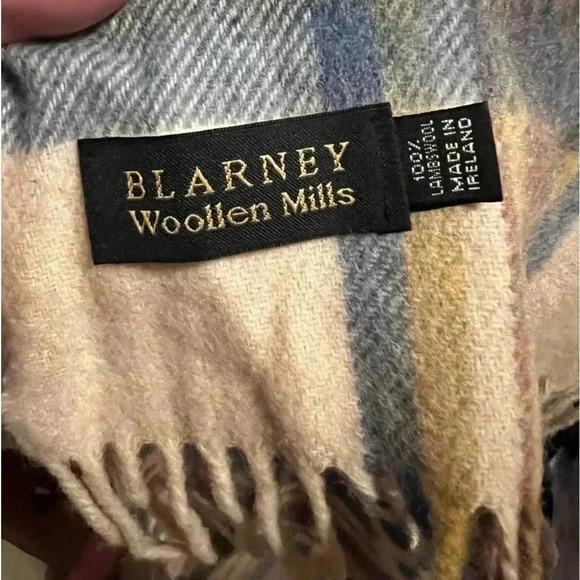 BLARNEY
Woollen Mills
100%
LAMBSWOOL
MADE IN
IRELAND